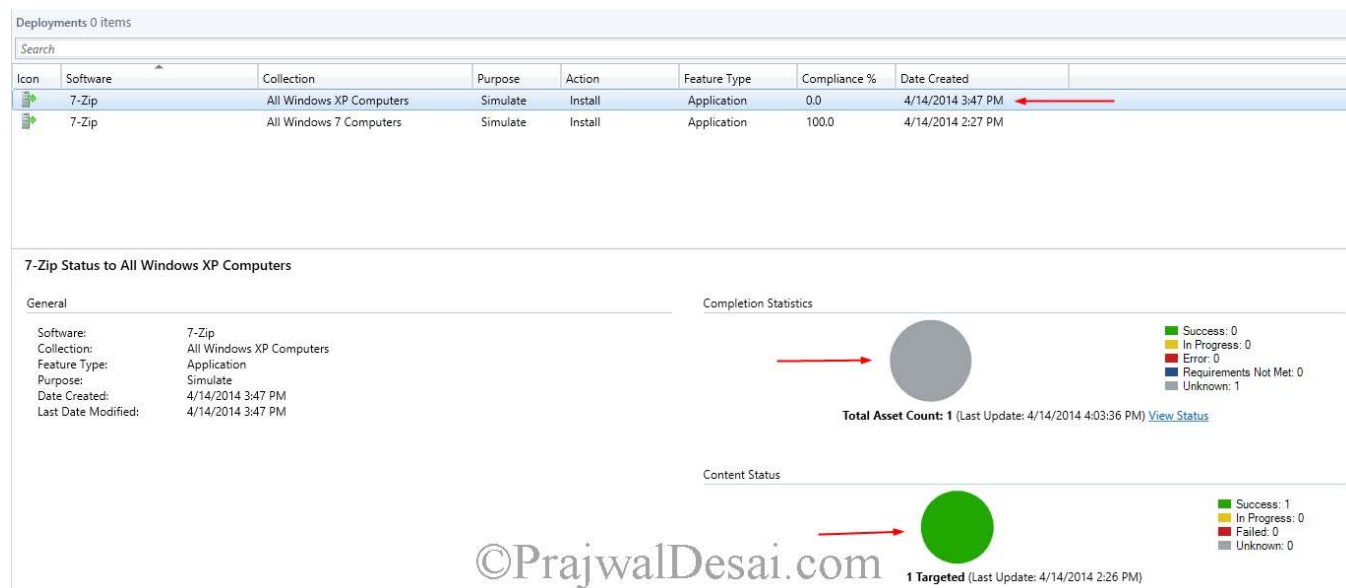 Deployments 0 items
Search
Icon Software Collection Purpose Action Feature Type Compliance % Date Created
7-Zip All Windows XP Computers Simulate Install Application 0.0 4/14/2014 3:47 PM
7-Zip All Windows 7 Computers Simulate Install Application 100.0 4/14/2014 2:27 PM
7-Zip Status to All Windows XP Computers
General
Software: 7-Zip
Collection: All Windows XP Computers
Feature Type: Application
Purpose: Simulate
Date Created: 4/14/2014 3:47 PM
Last Date Modified: 4/14/2014 3:47 PM
Completion Statistics
Success: 0
In Progress: 0
Error: 0
Requirements Not Met: 0
Unknown: 1
Total Asset Count: 1 (Last Update: 4/14/2014 4:03:36 PM) View Status
Content Status
Success: 1
In Progress: 0
Failed: 0
Unknown: 0
1 Targeted (Last Update: 4/14/2014 2:26 PM)
©PrajwalDesai.com